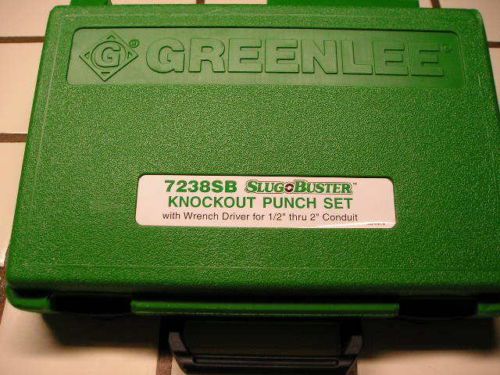 G GREENLEE
7238SB SLUG BUSTER™
KNOCKOUT PUNCH SET
with Wrench Driver for 1/2" thru 2" Conduit